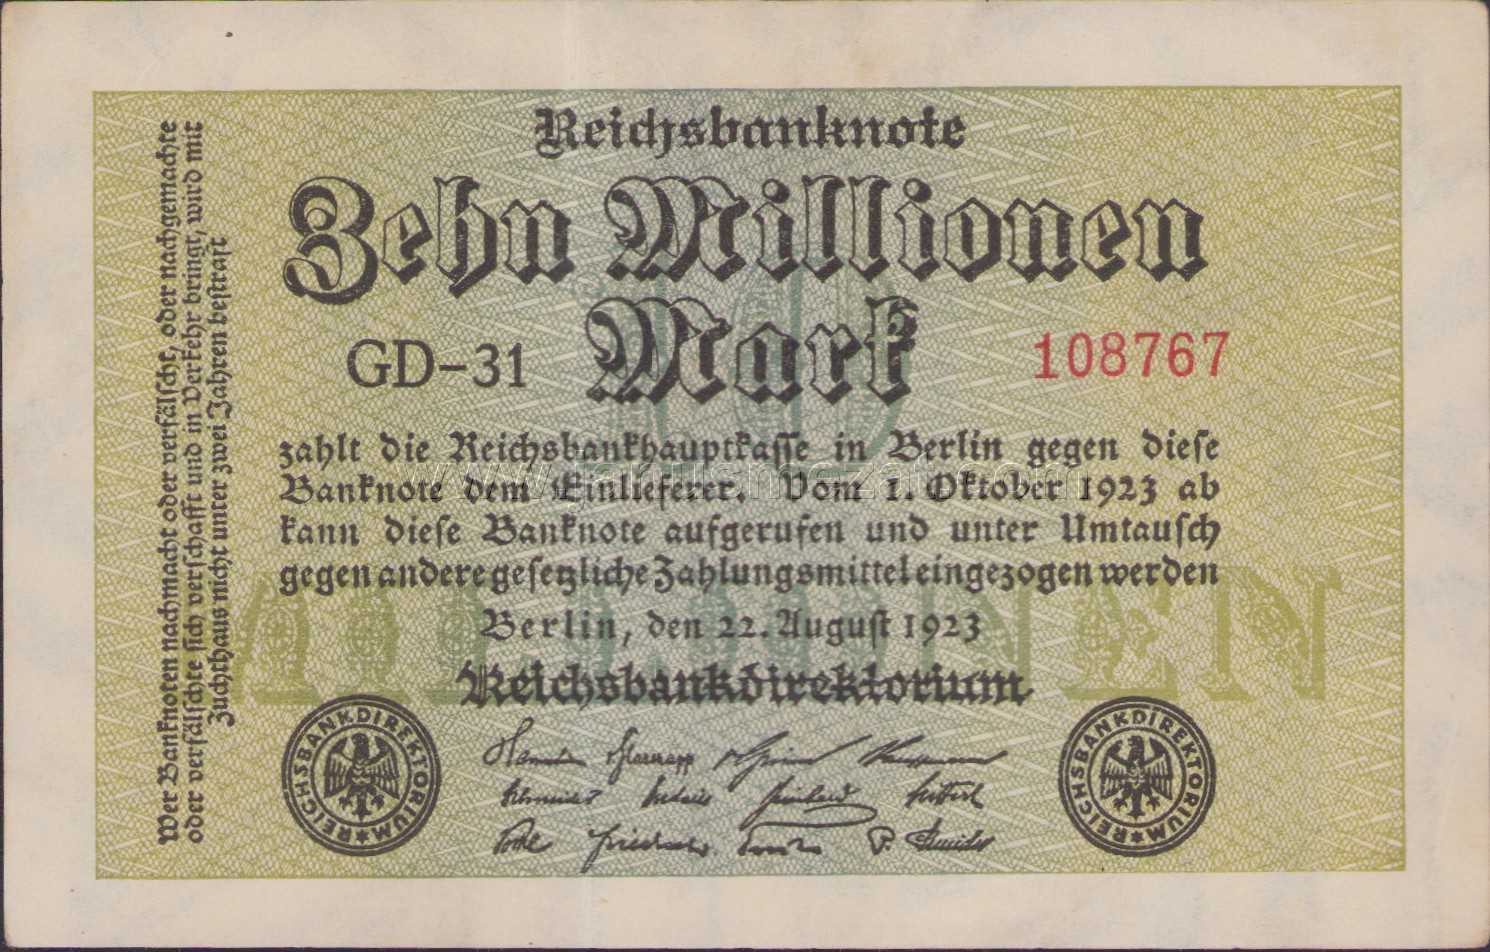 Reichsbanknote
Zehn Millionen
Mark
GD-31
108767
zahlt die Reichsbankhauptkasse in Berlin gegen diese
Banknote dem Einlieferer. Vom 1. Oktober 1923 ab
kann diese Banknote aufgerufen und unter Umtausch
gegen andere gesetzliche Zahlungsmittel eingezogen werden
Berlin, den 22. August 1923
Reichsbankdirektorium
REICHSBANKDIREKTORIUM
REICHSBANKDIREKTORIUM
Wer Banknoten nachmacht oder verfälscht, oder nachgemachte
oder verfälschte sich verschafft und in Verkehr bringt, wird mit
Zuchthaus nicht unter zwei Jahren bestraft
10
MILLIONEN